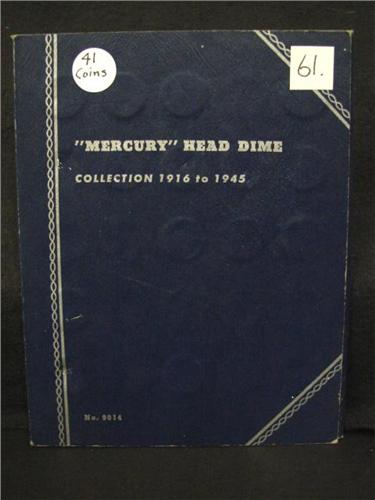 41
Coins
61.
"MERCURY" HEAD DIME
COLLECTION 1916 to 1945
No. 9014